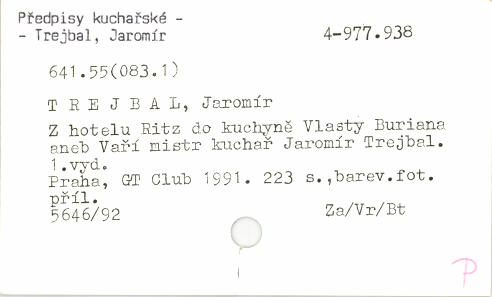 Předpisy kuchařské -
- Trejbal, Jaromír
4-977.938
641.55(083.1)
T R E J B A L, Jaromír
Z hotelu Ritz do kuchyně Vlasty Buriana
aneb Vaří mistr kuchař Jaromír Trejbal.
1.vyd.
Praha, GT Club 1991. 223 s.,barev.fot.
příl.
5646/92
Za/Vr/Bt
P